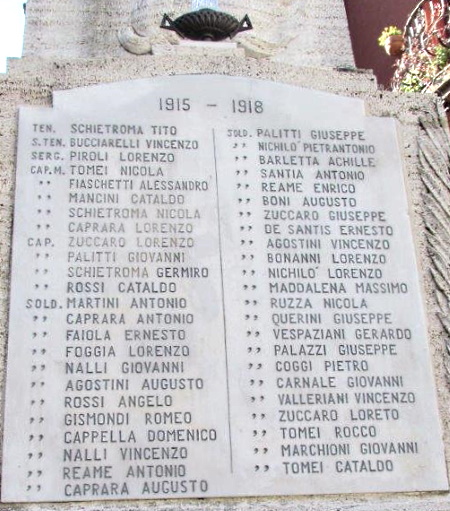 1915 - 1918
TEN. SCHIETROMA TITO
S.TEN. BUCCIARELLI VINCENZO
SERG. PIROLI LORENZO
CAP.M. TOMEI NICOLA
" FIASCHETTI ALESSANDRO
" MANCINI CATALDO
" SCHIETROMA NICOLA
" CAPRARA LORENZO
CAP. ZUCCARO LORENZO
" PALITTI GIOVANNI
" SCHIETROMA GERMIRO
" ROSSI CATALDO
SOLD. MARTINI ANTONIO
" CAPRARA ANTONIO
" FAIOLA ERNESTO
" FOGGIA LORENZO
" NALLI GIOVANNI
" AGOSTINI AUGUSTO
" ROSSI ANGELO
" GISMONDI ROMEO
" CAPPELLA DOMENICO
" NALLI VINCENZO
" REAME ANTONIO
" CAPRARA AUGUSTO
SOLD. PALITTI GIUSEPPE
" NICHILO' PIETRANTONIO
" BARLETTA ACHILLE
" SANTIA ANTONIO
" REAME ENRICO
" BONI AUGUSTO
" ZUCCARO GIUSEPPE
" DE SANTIS ERNESTO
" AGOSTINI VINCENZO
" BONANNI LORENZO
" NICHILO' LORENZO
" MADDALENA MASSIMO
" RUZZA NICOLA
" QUERINI GIUSEPPE
" VESPAZIANI GERARDO
" PALAZZI GIUSEPPE
" COGGI PIETRO
" CARNALE GIOVANNI
" VALLERIANI VINCENZO
" ZUCCARO LORETO
" TOMEI ROCCO
" MARCHIONI GIOVANNI
" TOMEI CATALDO